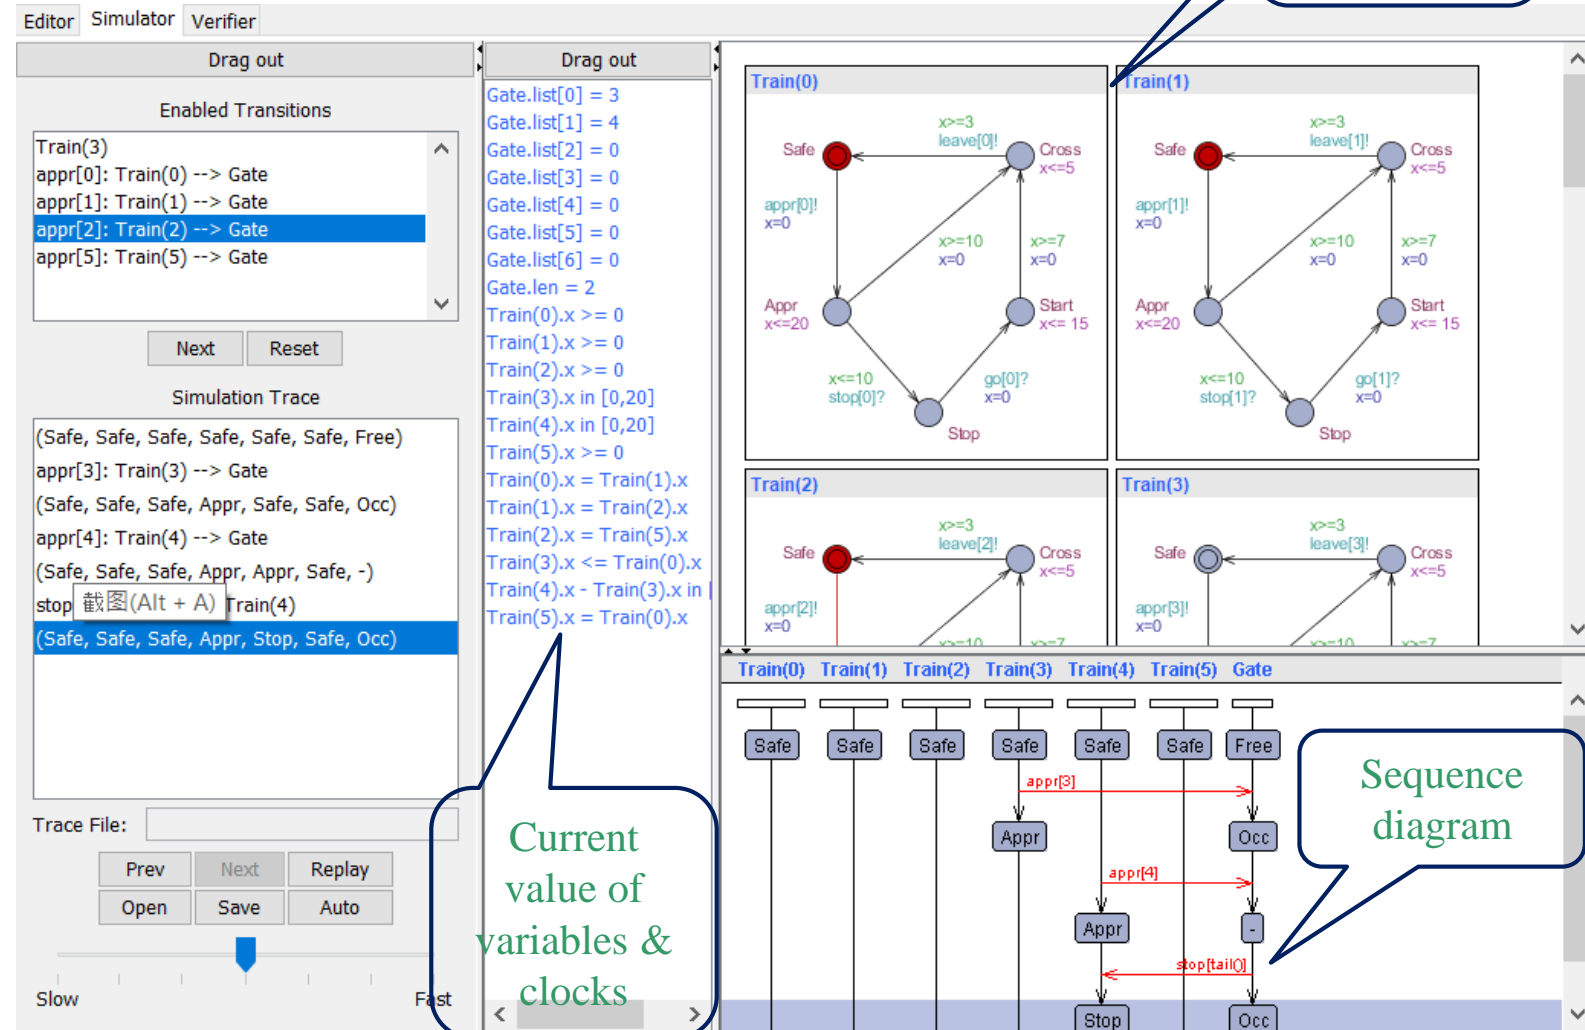 Editor Simulator Verifier
Drag out
Enabled Transitions
Train(3)
appr[0]: Train(0) --> Gate
appr[1]: Train(1) --> Gate
appr[2]: Train(2) --> Gate
appr[5]: Train(5) --> Gate
Next Reset
Simulation Trace
(Safe, Safe, Safe, Safe, Safe, Safe, Free)
appr[3]: Train(3) --> Gate
(Safe, Safe, Safe, Appr, Safe, Safe, Occ)
appr[4]: Train(4) --> Gate
(Safe, Safe, Safe, Appr, Appr, Safe, -)
stop 截图(Alt + A) Train(4)
(Safe, Safe, Safe, Appr, Stop, Safe, Occ)
Trace File:
Prev Next Replay
Open Save Auto
Slow Fast
Drag out
Gate.list[0] = 3
Gate.list[1] = 4
Gate.list[2] = 0
Gate.list[3] = 0
Gate.list[4] = 0
Gate.list[5] = 0
Gate.list[6] = 0
Gate.len = 2
Train(0).x >= 0
Train(1).x >= 0
Train(2).x >= 0
Train(3).x in [0,20]
Train(4).x in [0,20]
Train(5).x >= 0
Train(0).x = Train(1).x
Train(1).x = Train(2).x
Train(2).x = Train(5).x
Train(3).x <= Train(0).x
Train(4).x - Train(3).x in [
Train(5).x = Train(0).x
Current
value of
variables &
clocks
Train(0)
x>=3
leave[0]!
Safe
Cross
x<=5
appr[0]!
x=0
x>=10
x=0
x>=7
x=0
Appr
x<=20
Start
x<= 15
x<=10
stop[0]?
go[0]?
x=0
Stop
Train(1)
x>=3
leave[1]!
Safe
Cross
x<=5
appr[1]!
x=0
x>=10
x=0
x>=7
x=0
Appr
x<=20
Start
x<= 15
x<=10
stop[1]?
go[1]?
x=0
Stop
Train(2)
x>=3
leave[2]!
Safe
Cross
x<=5
appr[2]!
x=0
x>=10
x>=7
Train(3)
x>=3
leave[3]!
Safe
Cross
x<=5
appr[3]!
x=0
x>=10
x>=7
Train(0) Train(1) Train(2) Train(3) Train(4) Train(5) Gate
Safe Safe Safe Safe Safe Safe Free
appr[3]
Appr Occ
appr[4]
Appr -
stop[tail()]
Stop Occ
Sequence
diagram